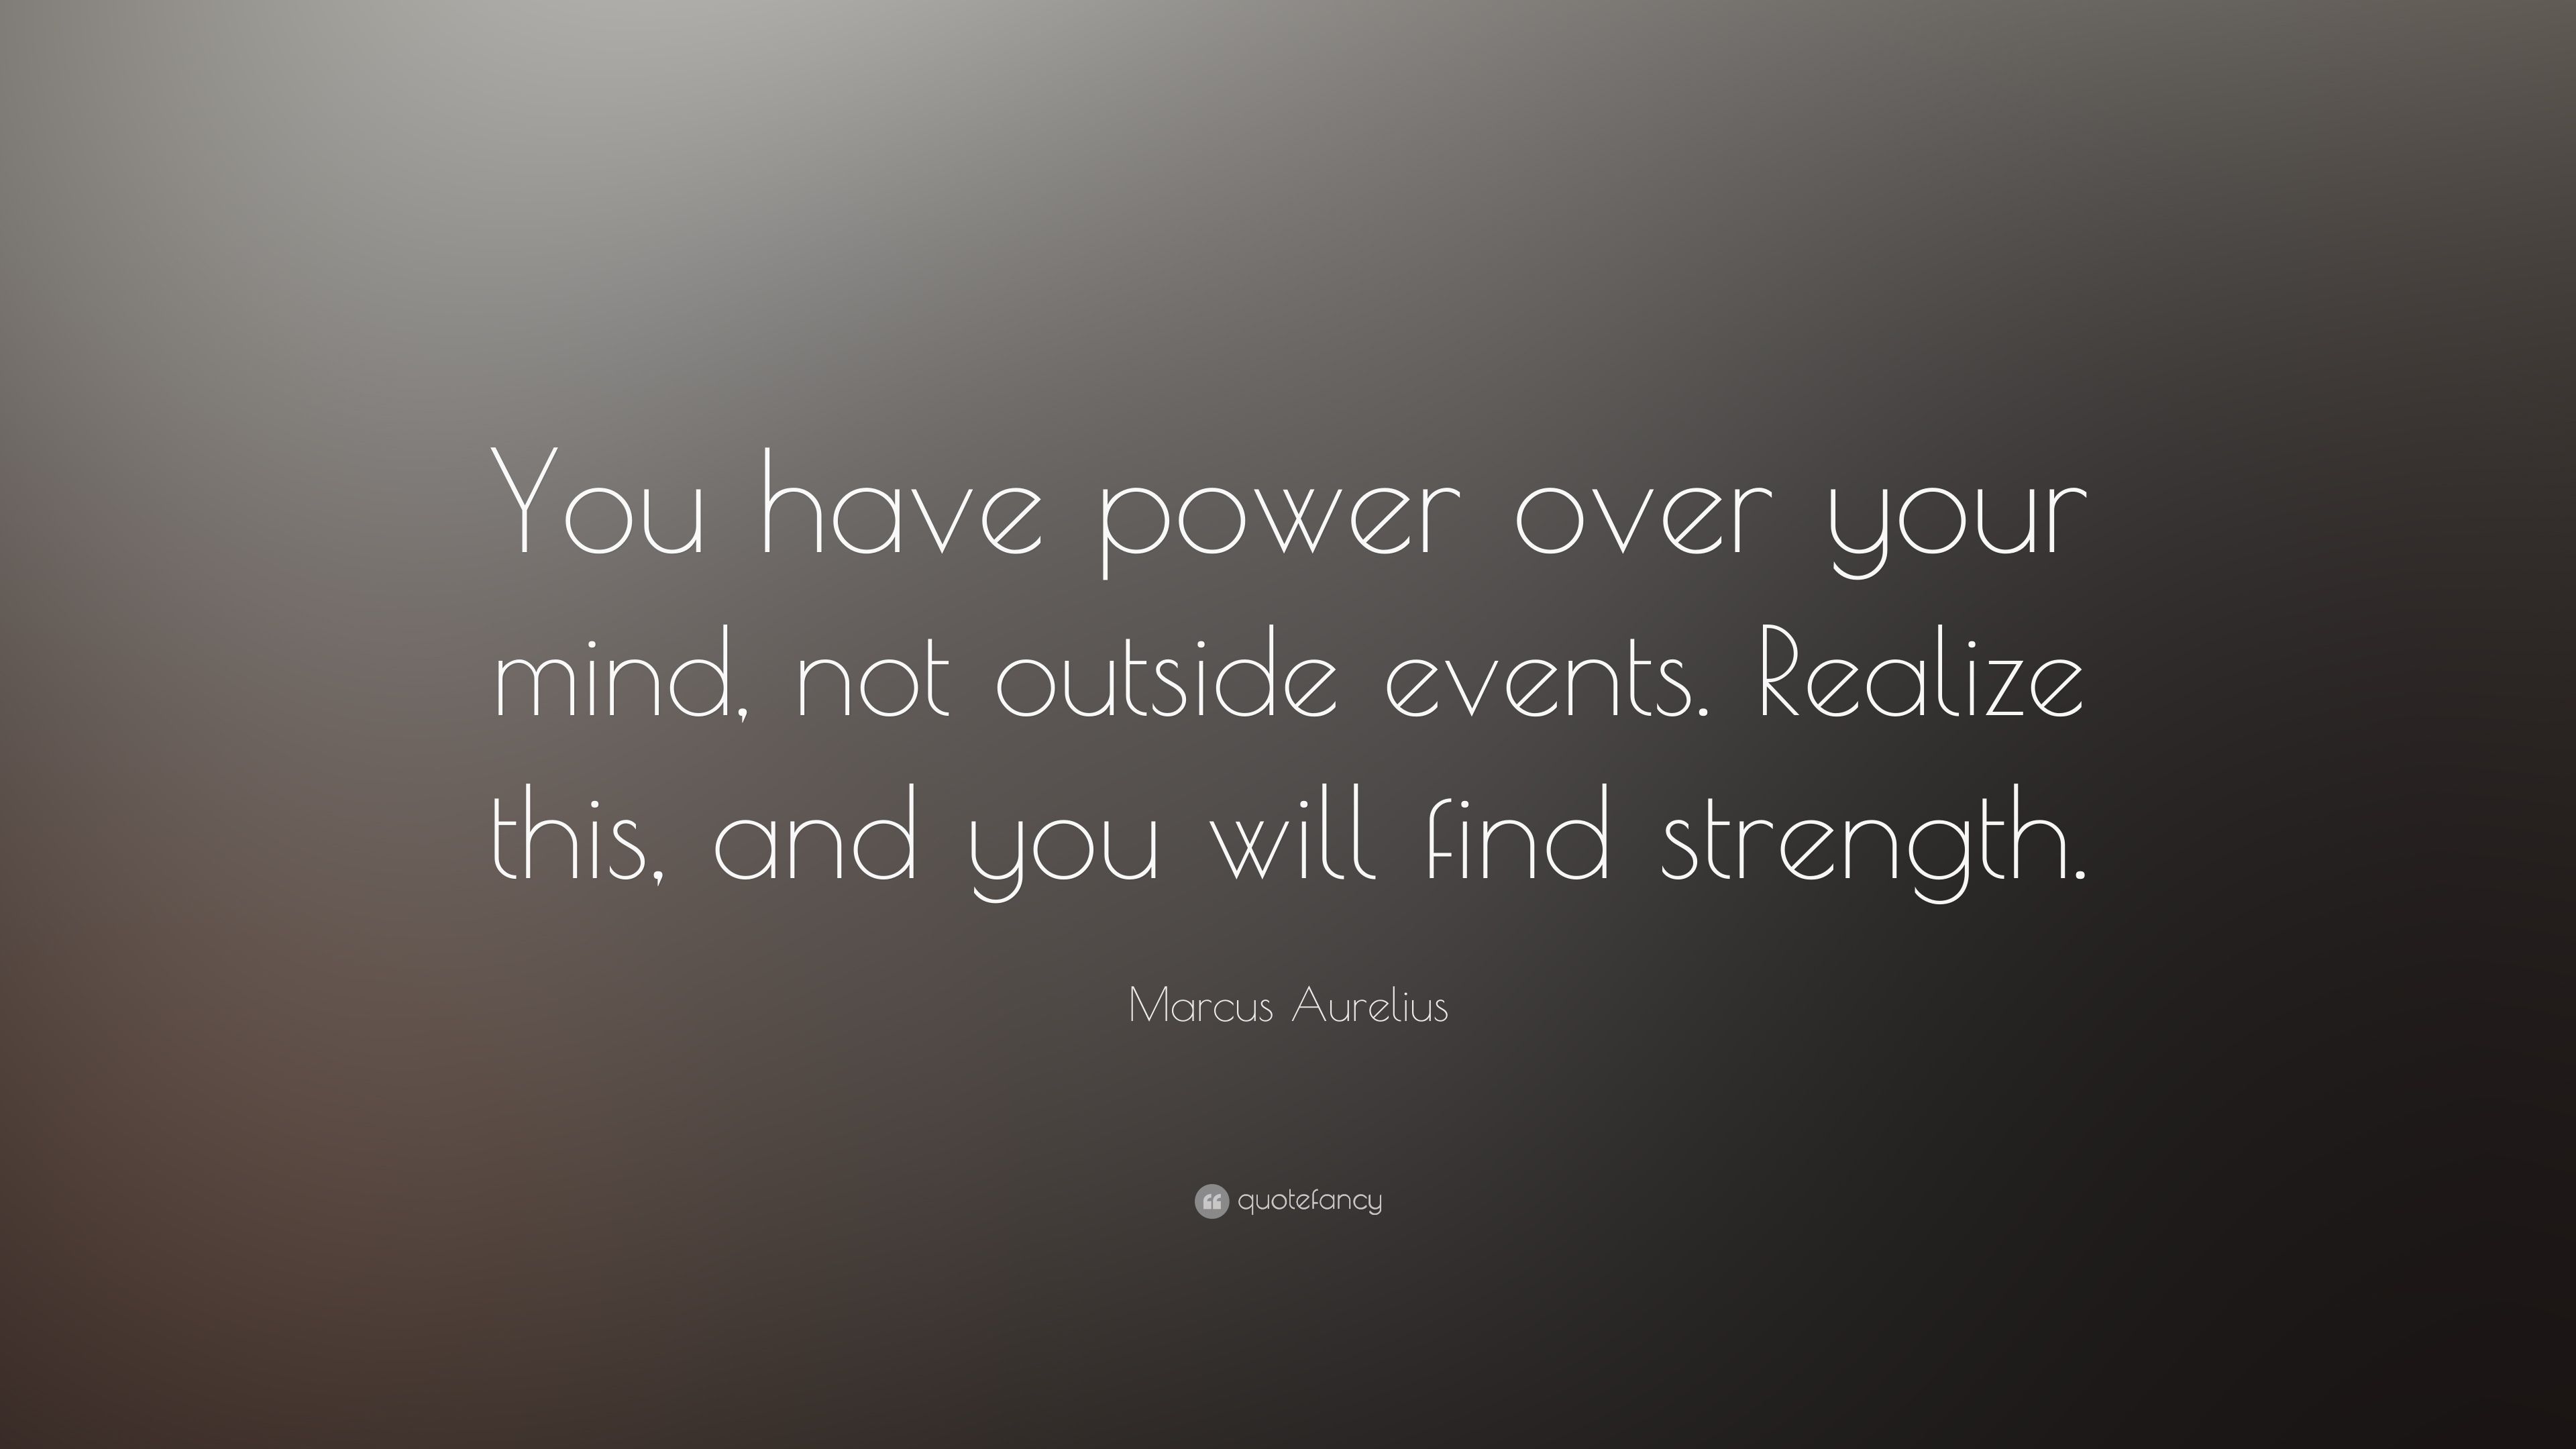 You have power over your
mind, not outside events. Realize
this, and you will find strength.
Marcus Aurelius
quotefancy